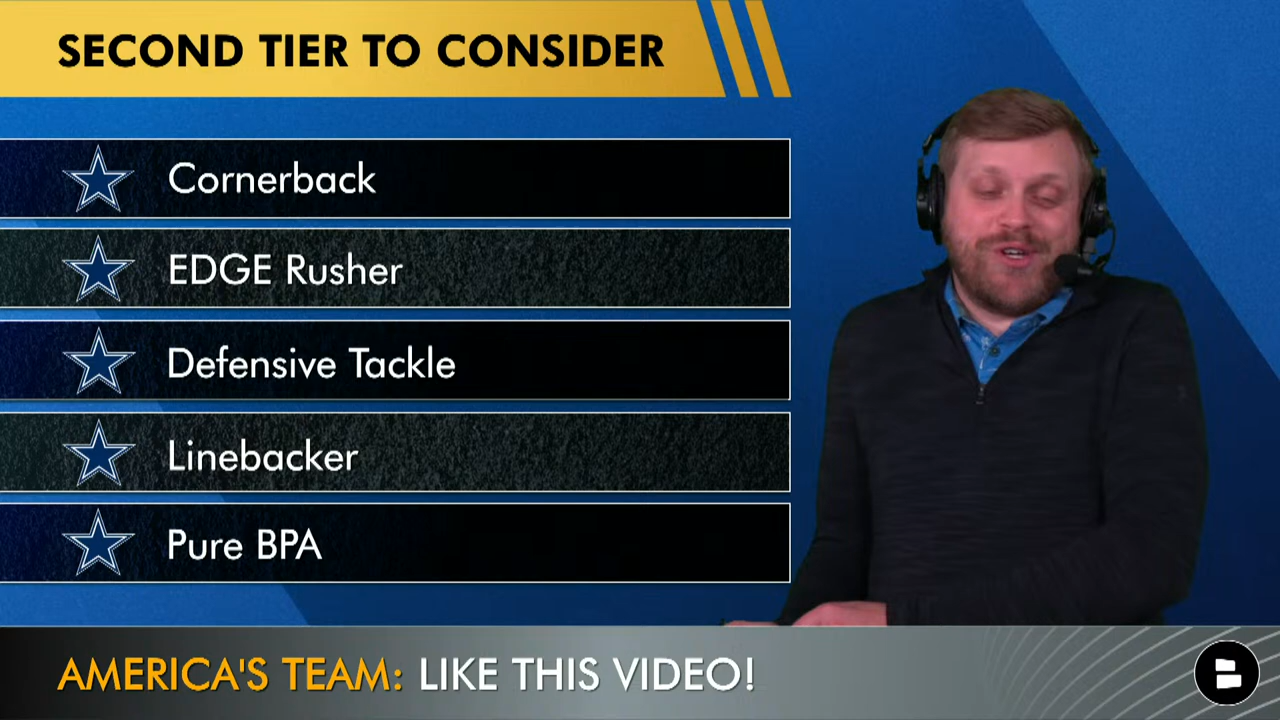 SECOND TIER TO CONSIDER
Cornerback
EDGE Rusher
Defensive Tackle
Linebacker
Pure BPA
AMERICA'S TEAM: LIKE THIS VIDEO!